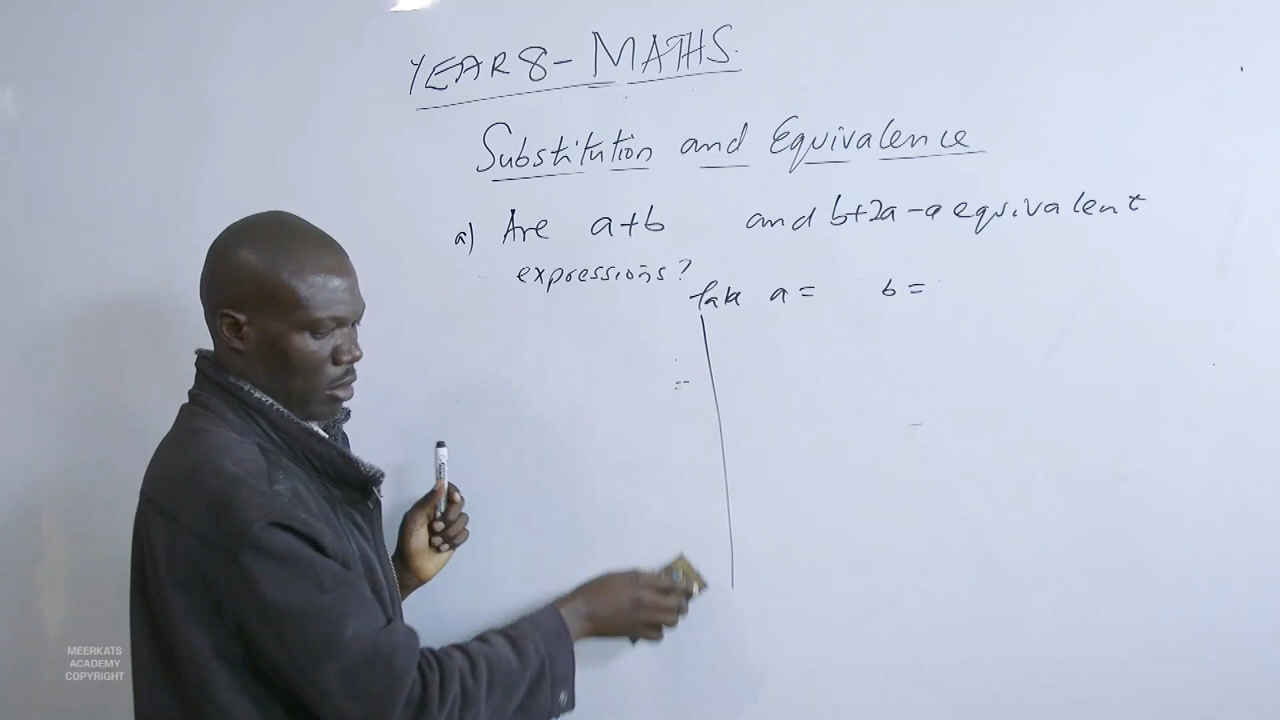 YEAR 8 - MATHS.
Substitution and Equivalence
a) Are a+b and b+2a-a equivalent
expressions?
Take a = b =
=
MEERKATS
ACADEMY
COPYRIGHT